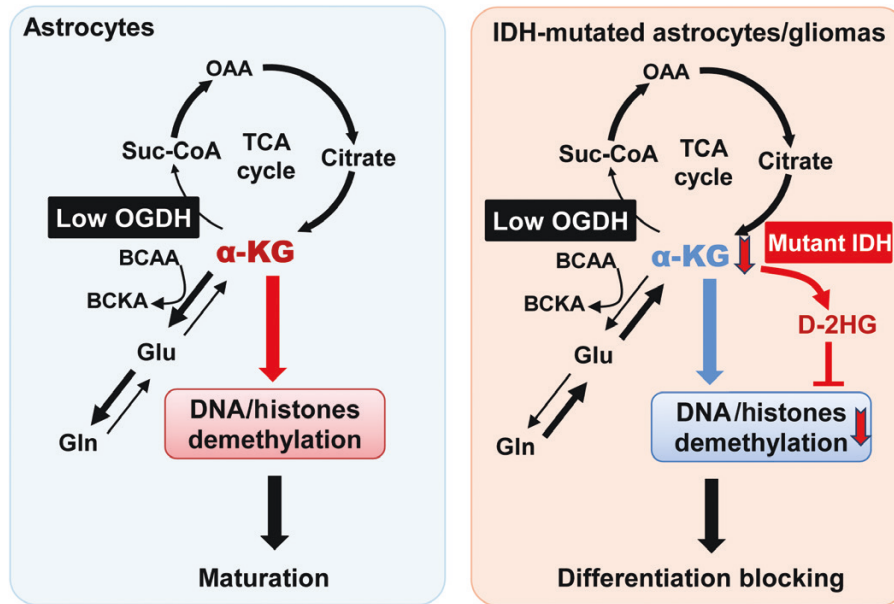 Astrocytes
OAA
Suc-CoA
TCA
cycle
Citrate
Low OGDH
α-KG
BCAA
BCKA
Glu
Gln
DNA/histones
demethylation
Maturation
IDH-mutated astrocytes/gliomas
OAA
Suc-CoA
TCA
cycle
Citrate
Low OGDH
α-KG
Mutant IDH
BCAA
BCKA
D-2HG
Glu
Gln
DNA/histones
demethylation
Differentiation blocking